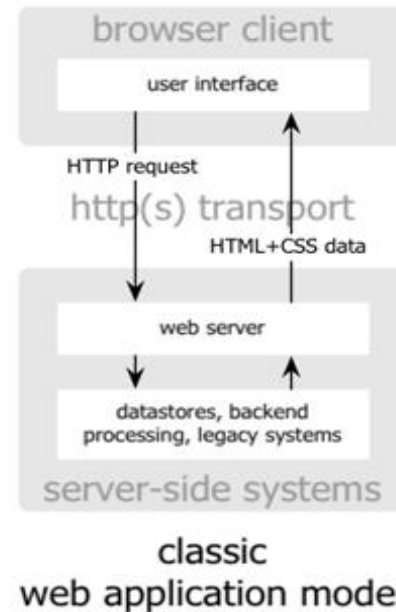 browser client
user interface
HTTP request
http(s) transport
HTML+CSS data
web server
datastores, backend
processing, legacy systems
server-side systems
classic
web application mode